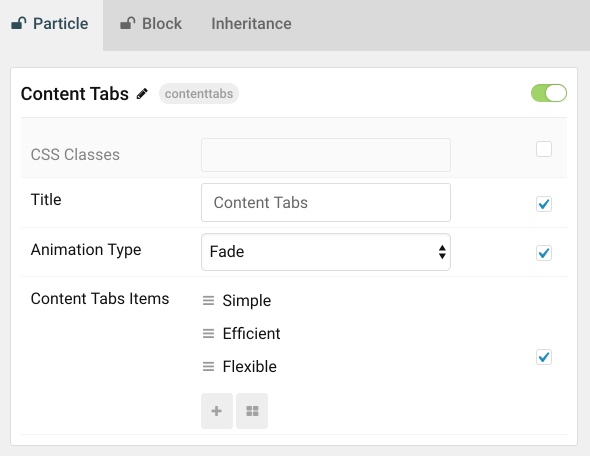 Particle Block Inheritance
Content Tabs contenttabs
CSS Classes
Title Content Tabs
Animation Type Fade
Content Tabs Items Simple
Efficient
Flexible